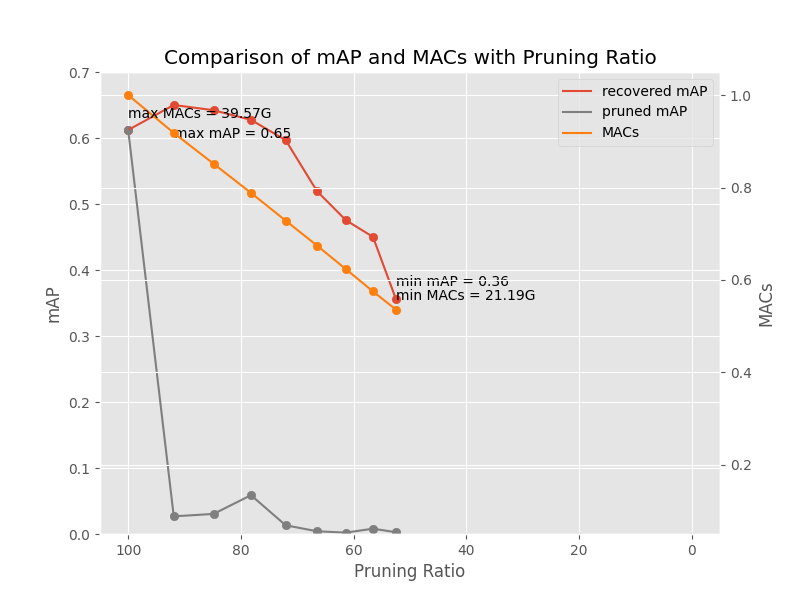 Comparison of mAP and MACs with Pruning Ratio
0.7
0.6
0.5
0.4
0.3
0.2
0.1
0.0
mAP
max MACs = 39.57G
max mAP = 0.65
min mAP = 0.36
min MACs = 21.19G
recovered mAP
pruned mAP
MACs
1.0
0.8
0.6
0.4
0.2
MACs
100
80
60
40
20
0
Pruning Ratio